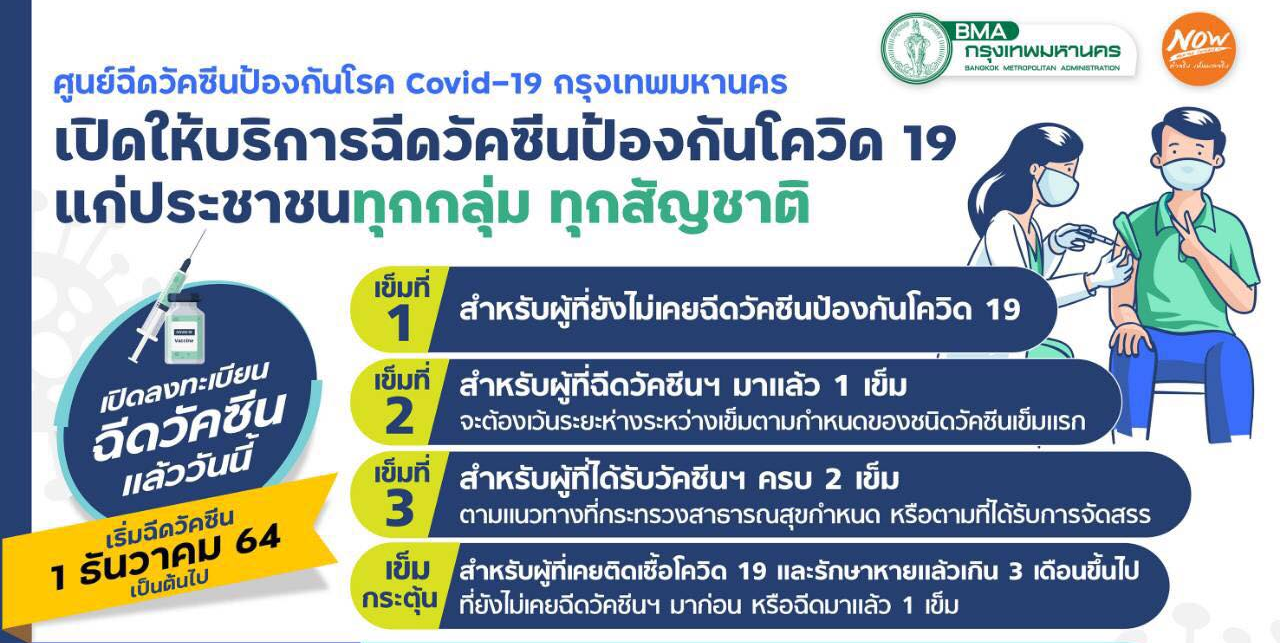 BMA
กรุงเทพมหานคร
BANGKOK METROPOLITAN ADMINISTRATION
NOW
ศูนย์ฉีดวัคซีนป้องกันโรค Covid-19 กรุงเทพมหานคร
เปิดให้บริการฉีดวัคซีนป้องกันโควิด 19
แก่ประชาชนทุกกลุ่ม ทุกสัญชาติ
COVID-19
Vaccine
เปิดลงทะเบียน
ฉีดวัคซีน
แล้ววันนี้
เริ่มฉีดวัคซีน
1 ธันวาคม 64
เป็นต้นไป
เข็มที่
1
สำหรับผู้ที่ยังไม่เคยฉีดวัคซีนป้องกันโควิด 19
เข็มที่
2
สำหรับผู้ที่ฉีดวัคซีนฯ มาแล้ว 1 เข็ม
จะต้องเว้นระยะห่างระหว่างเข็มตามกำหนดของชนิดวัคซีนเข็มแรก
เข็มที่
3
สำหรับผู้ที่ได้รับวัคซีนฯ ครบ 2 เข็ม
ตามแนวทางที่กระทรวงสาธารณสุขกำหนด หรือตามที่ได้รับการจัดสรร
เข็ม
กระตุ้น
สำหรับผู้ที่เคยติดเชื้อโควิด 19 และรักษาหายแล้วเกิน 3 เดือนขึ้นไป
ที่ยังไม่เคยฉีดวัคซีนฯ มาก่อน หรือฉีดมาแล้ว 1 เข็ม